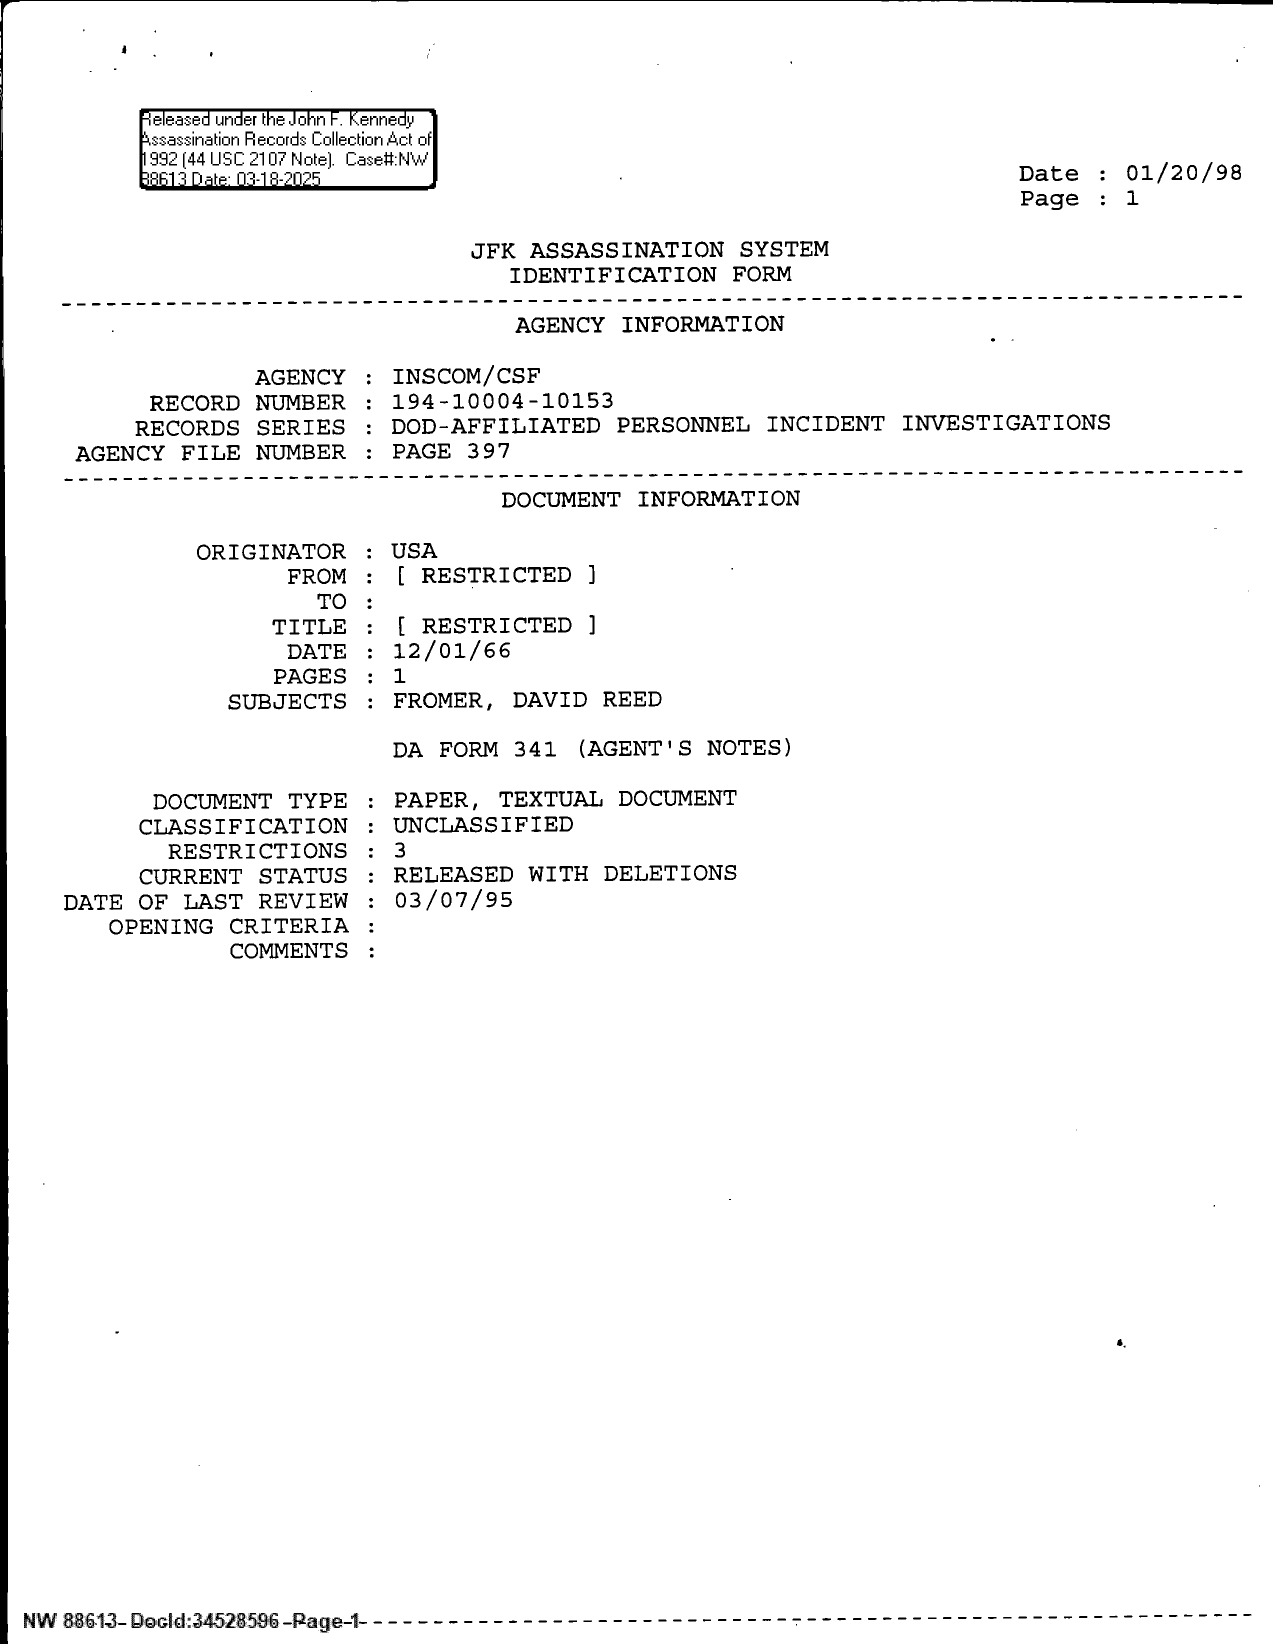 Released under the John F. Kennedy
Assassination Records Collection Act of
1992 (44 USC 2107 Note). Case#:NW
88613 Date: 03-18-2025
Date : 01/20/98
Page : 1
JFK ASSASSINATION SYSTEM
IDENTIFICATION FORM
AGENCY INFORMATION
AGENCY : INSCOM/CSF
RECORD NUMBER : 194-10004-10153
RECORDS SERIES : DOD-AFFILIATED PERSONNEL INCIDENT INVESTIGATIONS
AGENCY FILE NUMBER : PAGE 397
DOCUMENT INFORMATION
ORIGINATOR : USA
FROM : [ RESTRICTED ]
TO :
TITLE : [ RESTRICTED ]
DATE : 12/01/66
PAGES : 1
SUBJECTS : FROMER, DAVID REED
DA FORM 341 (AGENT'S NOTES)
DOCUMENT TYPE : PAPER, TEXTUAL DOCUMENT
CLASSIFICATION : UNCLASSIFIED
RESTRICTIONS : 3
CURRENT STATUS : RELEASED WITH DELETIONS
DATE OF LAST REVIEW : 03/07/95
OPENING CRITERIA :
COMMENTS :
NW 88613- DocId:34528596 -Page-1-